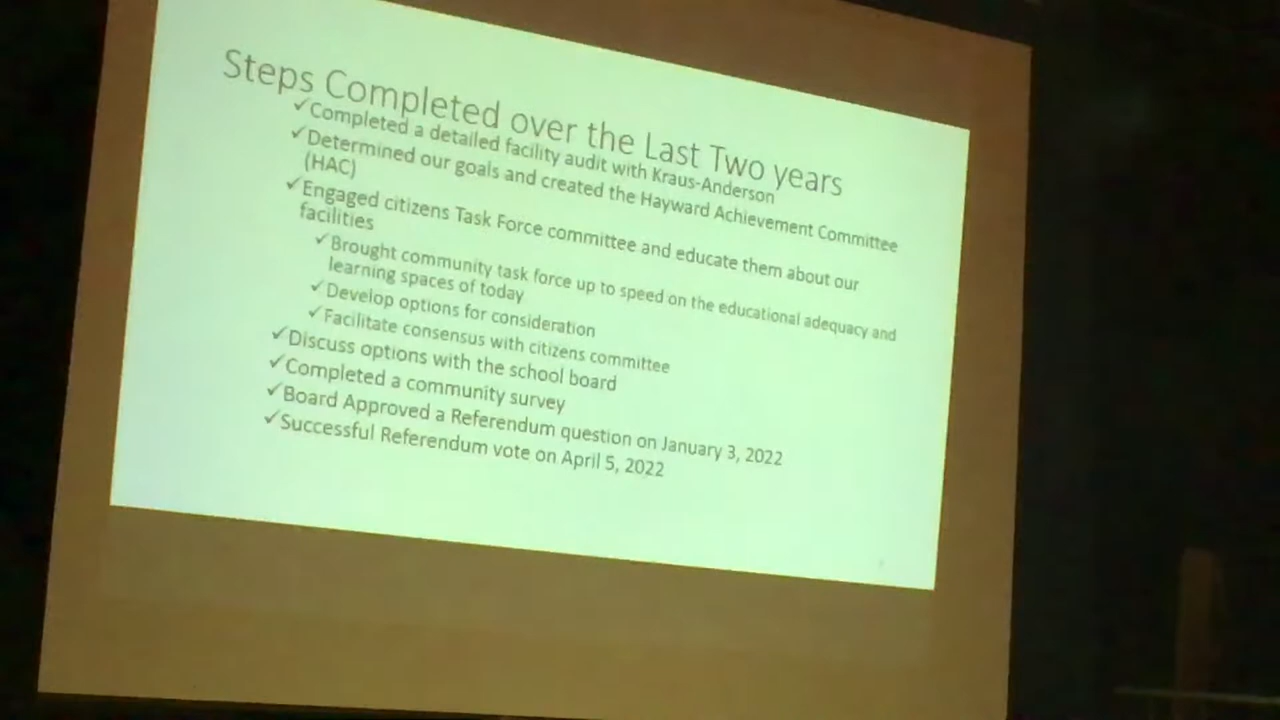 Steps Completed over the Last Two years
✓Completed a detailed facility audit with Kraus-Anderson
✓Determined our goals and created the Hayward Achievement Committee
(HAC)
✓Engaged citizens Task Force committee and educate them about our
facilities
✓Brought community task force up to speed on the educational adequacy and
learning spaces of today
✓Develop options for consideration
✓Facilitate consensus with citizens committee
✓Discuss options with the school board
✓Completed a community survey
✓Board Approved a Referendum question on January 3, 2022
✓Successful Referendum vote on April 5, 2022